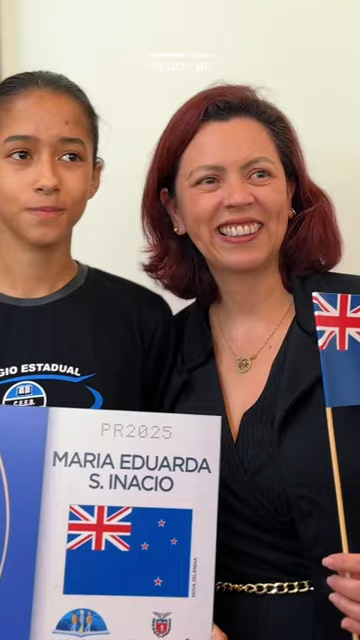 GIO ESTADUAL
C.E.E.B.
PR2025
MARIA EDUARDA
S. INACIO
NOVA ZELÂNDIA